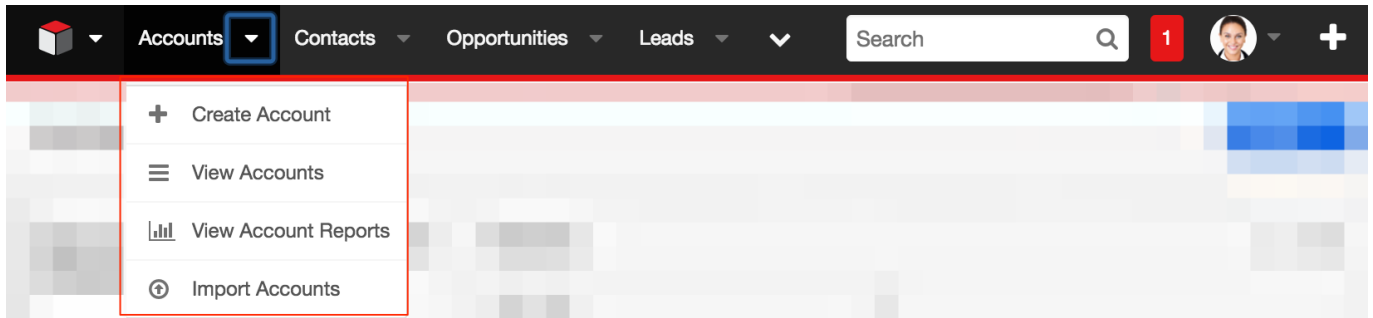 Accounts Contacts Opportunities Leads Search 1
Create Account
View Accounts
View Account Reports
Import Accounts